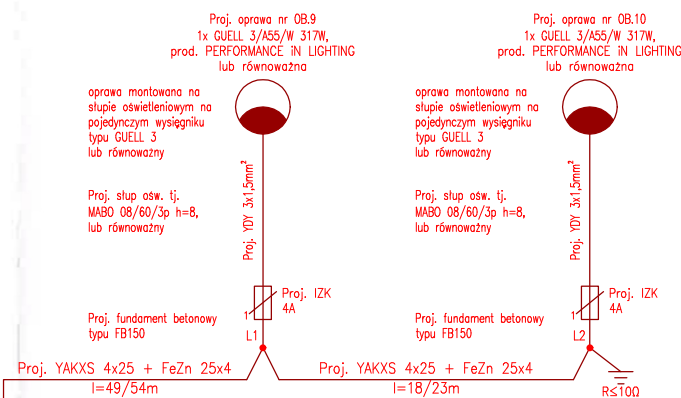 Proj. oprawa nr OB.9
1x GUELL 3/A55/W 317W,
prod. PERFORMANCE iN LIGHTING
lub równoważna
oprawa montowana na
słupie oświetleniowym na
pojedynczym wysięgniku
typu GUELL 3
lub równoważny
Proj. YDY 3x1,5mm²
Proj. słup ośw. tj.
MABO 08/60/3p h=8,
lub równoważny
Proj. IZK
4A
1
Proj. fundament betonowy
typu FB150
L1
Proj. YAKXS 4x25 + FeZn 25x4
l=49/54m
Proj. oprawa nr OB.10
1x GUELL 3/A55/W 317W,
prod. PERFORMANCE iN LIGHTING
lub równoważna
oprawa montowana na
słupie oświetleniowym na
pojedynczym wysięgniku
typu GUELL 3
lub równoważny
Proj. YDY 3x1,5mm²
Proj. słup ośw. tj.
MABO 08/60/3p h=8,
lub równoważny
Proj. IZK
4A
1
Proj. fundament betonowy
typu FB150
L2
Proj. YAKXS 4x25 + FeZn 25x4
l=18/23m
R≤10Ω